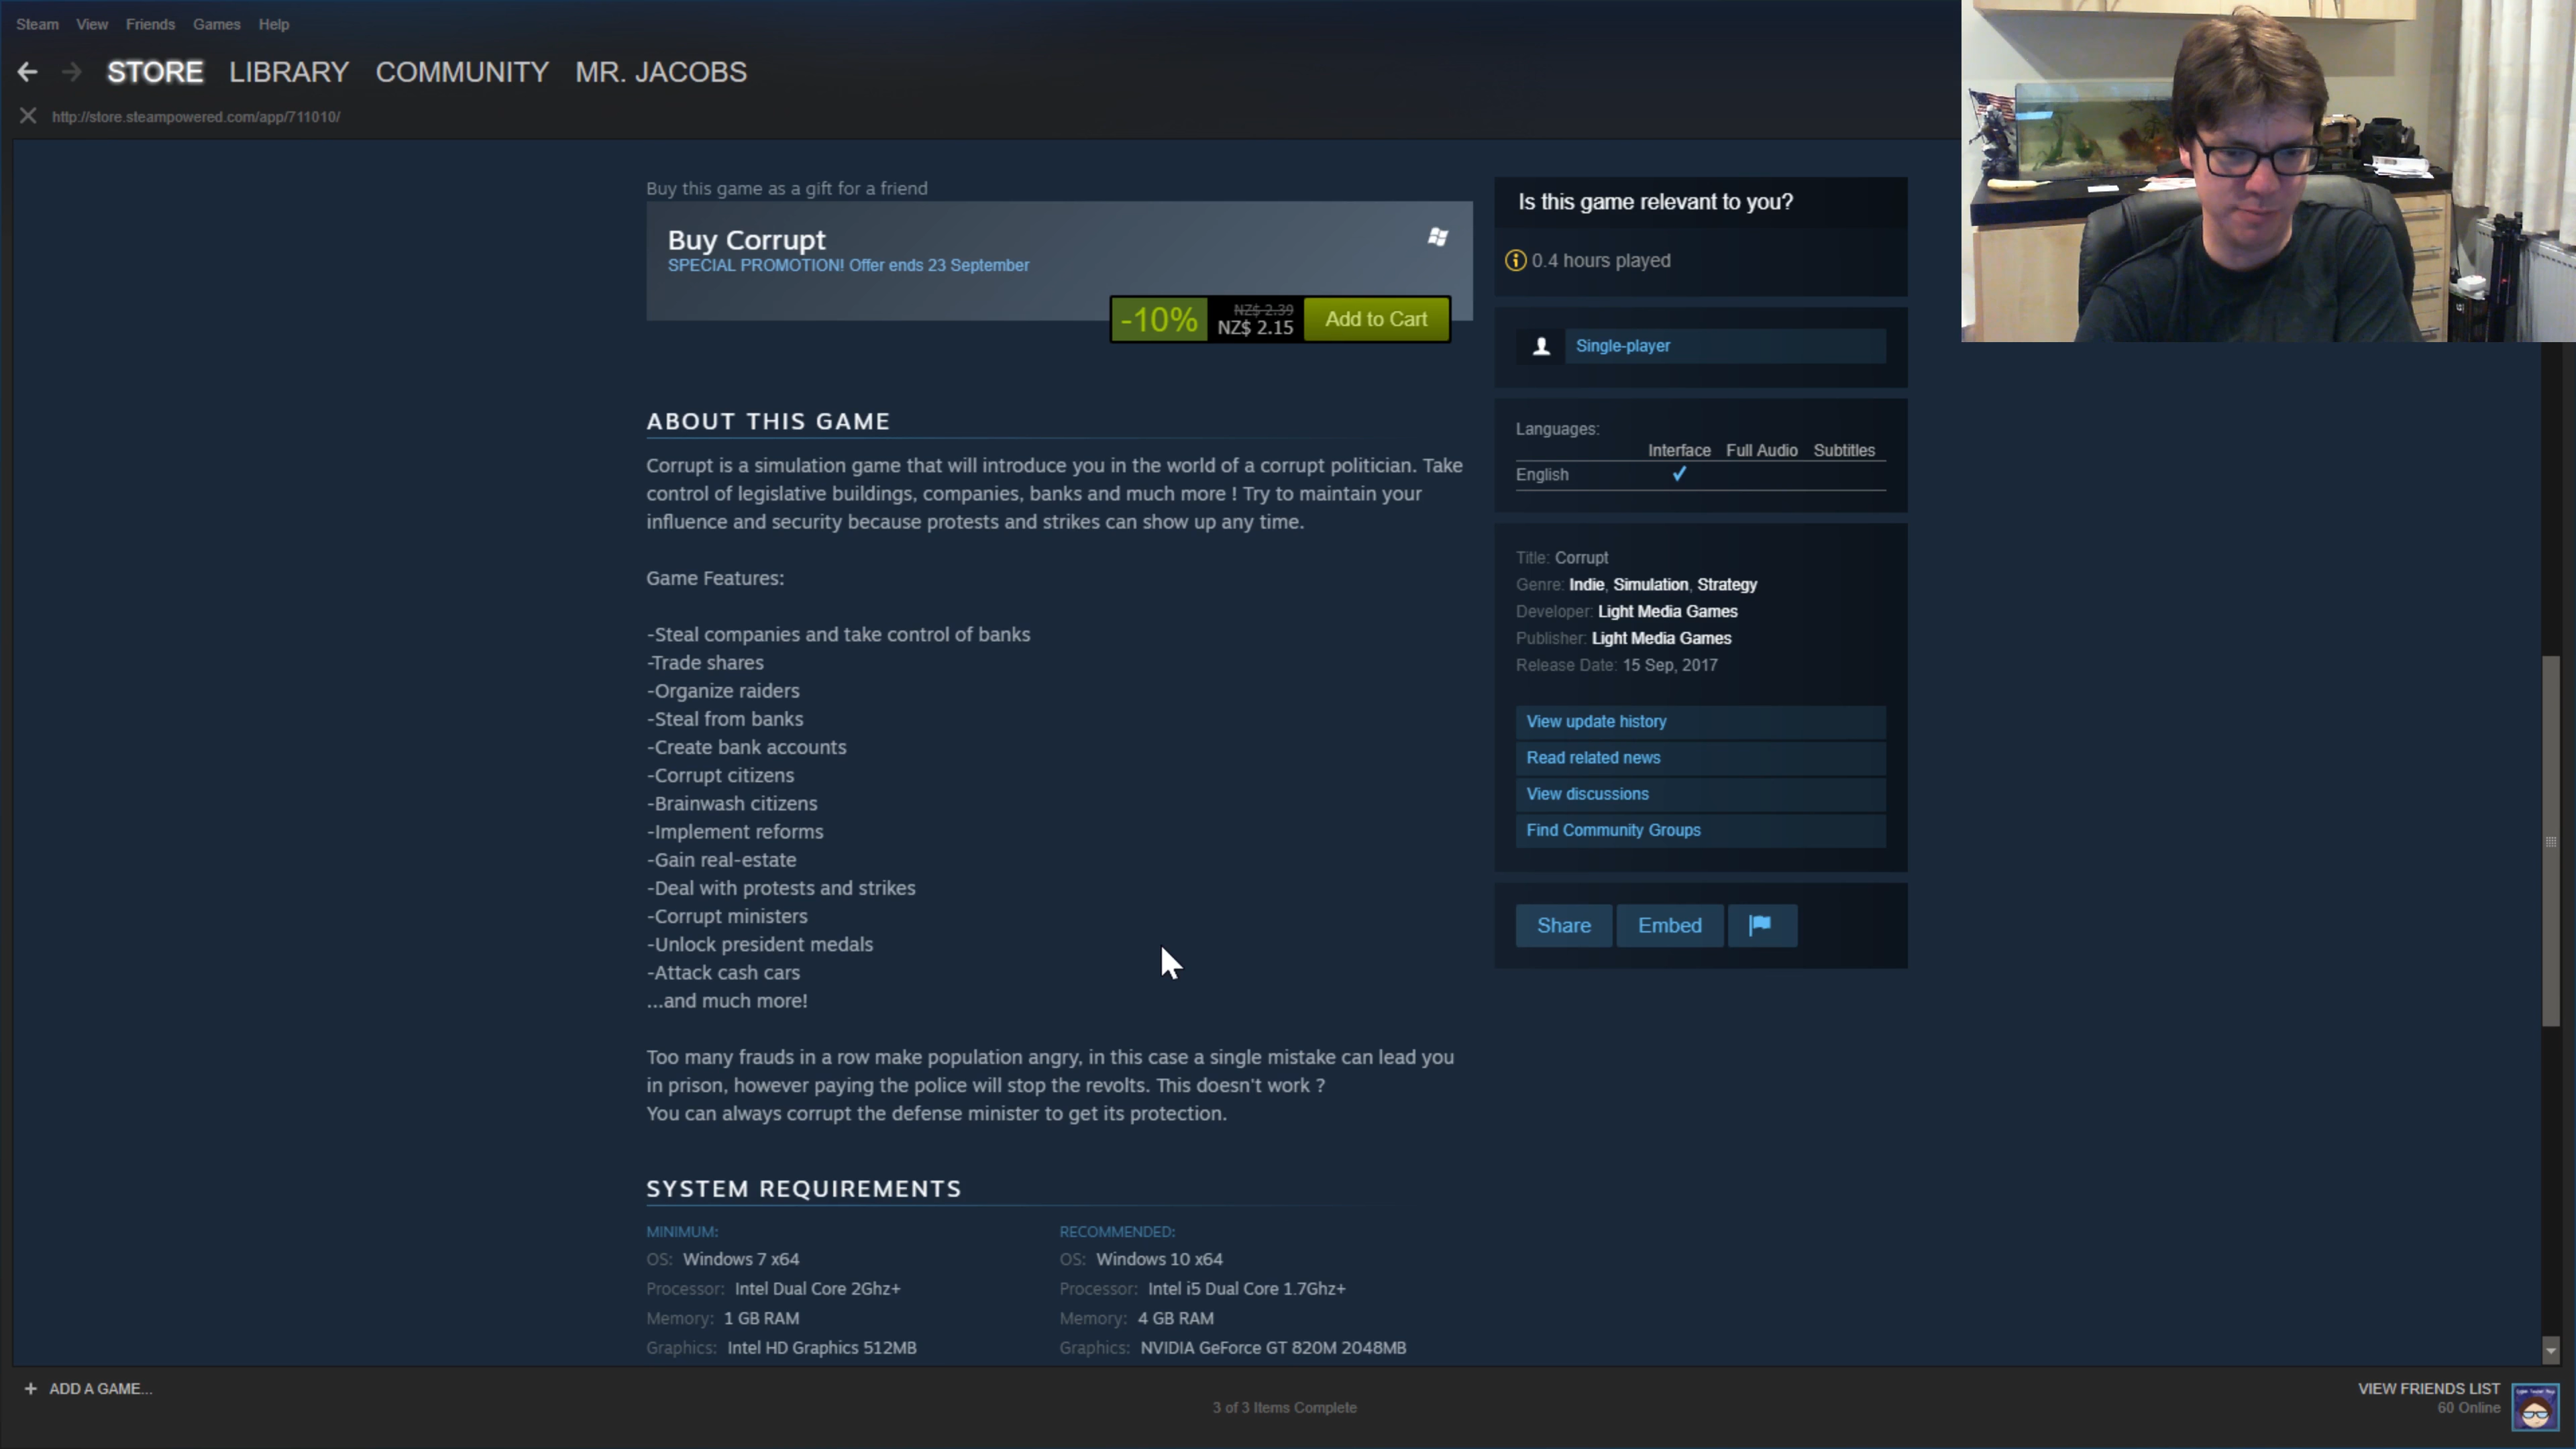 Steam View Friends Games Help
STORE LIBRARY COMMUNITY MR. JACOBS
http://store.steampowered.com/app/711010/
Buy this game as a gift for a friend
Buy Corrupt
SPECIAL PROMOTION! Offer ends 23 September
-10%
NZ$ 2.39
NZ$ 2.15
Add to Cart
ABOUT THIS GAME
Corrupt is a simulation game that will introduce you in the world of a corrupt politician. Take
control of legislative buildings, companies, banks and much more ! Try to maintain your
influence and security because protests and strikes can show up any time.
Game Features:
-Steal companies and take control of banks
-Trade shares
-Organize raiders
-Steal from banks
-Create bank accounts
-Corrupt citizens
-Brainwash citizens
-Implement reforms
-Gain real-estate
-Deal with protests and strikes
-Corrupt ministers
-Unlock president medals
-Attack cash cars
...and much more!
Too many frauds in a row make population angry, in this case a single mistake can lead you
in prison, however paying the police will stop the revolts. This doesn't work ?
You can always corrupt the defense minister to get its protection.
SYSTEM REQUIREMENTS
MINIMUM:
OS: Windows 7 x64
Processor: Intel Dual Core 2Ghz+
Memory: 1 GB RAM
Graphics: Intel HD Graphics 512MB
RECOMMENDED:
OS: Windows 10 x64
Processor: Intel i5 Dual Core 1.7Ghz+
Memory: 4 GB RAM
Graphics: NVIDIA GeForce GT 820M 2048MB
Is this game relevant to you?
0.4 hours played
Single-player
Languages:
Interface Full Audio Subtitles
English
Title: Corrupt
Genre: Indie, Simulation, Strategy
Developer: Light Media Games
Publisher: Light Media Games
Release Date: 15 Sep, 2017
View update history
Read related news
View discussions
Find Community Groups
Share Embed
+ ADD A GAME...
3 of 3 Items Complete
VIEW FRIENDS LIST
60 Online